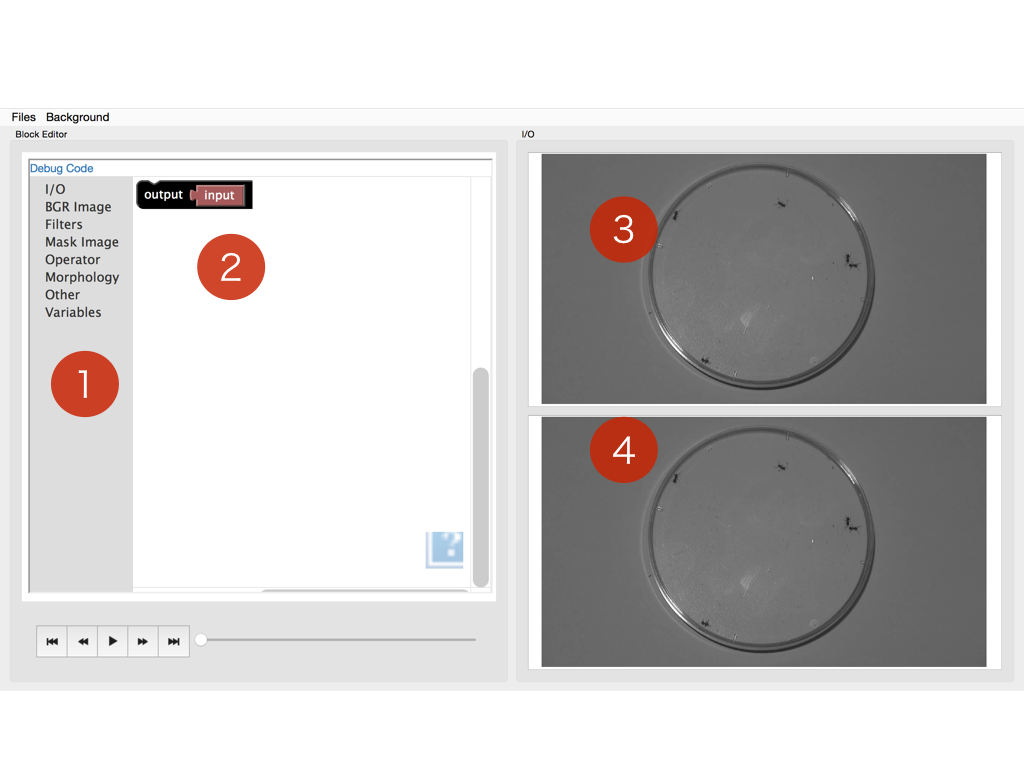 Files Background
Block Editor
I/O
Debug Code
I/O
BGR Image
Filters
Mask Image
Operator
Morphology
Other
Variables
output input
?
1
2
3
4